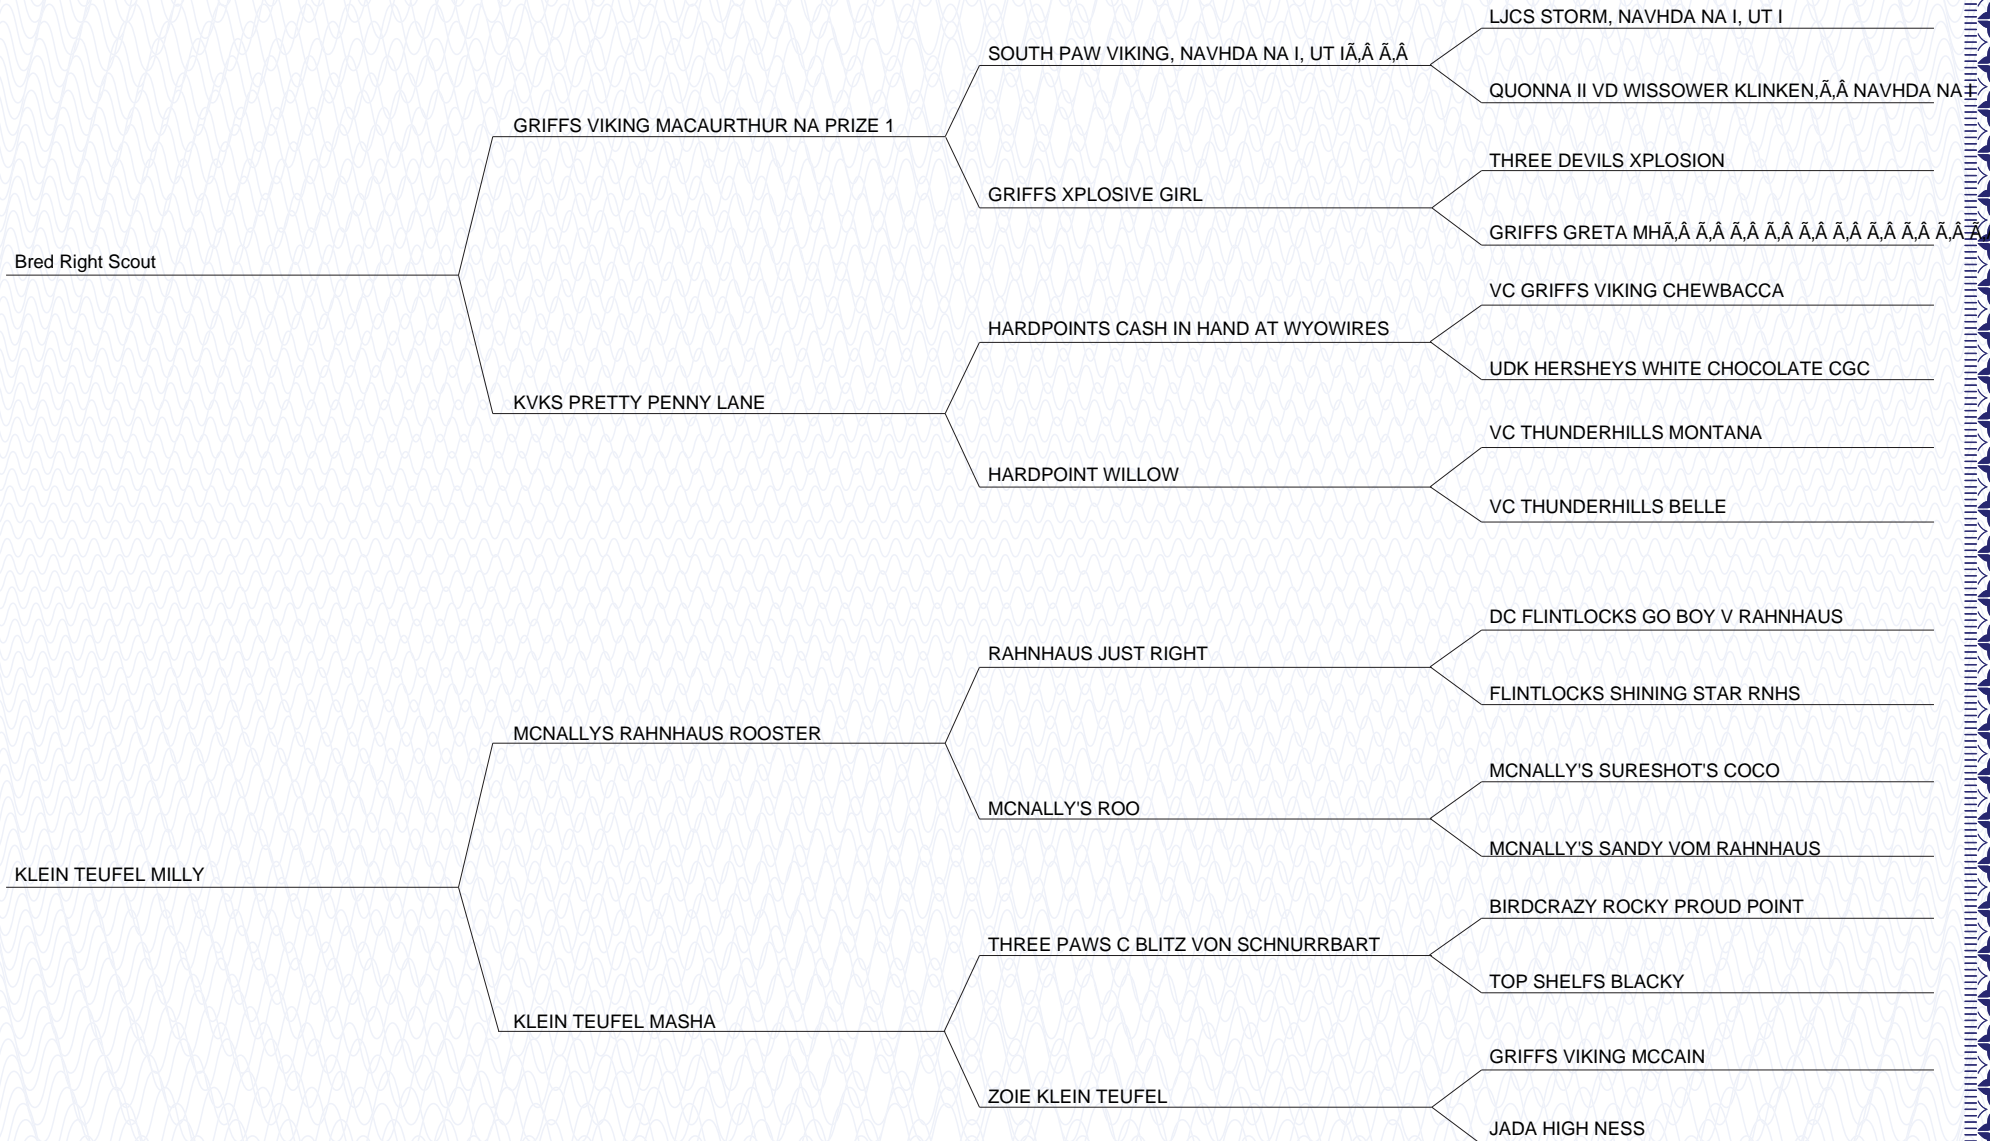 LJCS STORM, NAVHDA NA I, UT I
SOUTH PAW VIKING, NAVHDA NA I, UT IÃ‚Â Ã‚Â
QUONNA II VD WISSOWER KLINKEN,Ã‚Â NAVHDA NA I
GRIFFS VIKING MACAURTHUR NA PRIZE 1
THREE DEVILS XPLOSION
GRIFFS XPLOSIVE GIRL
GRIFFS GRETA MHÃ‚Â Ã‚Â Ã‚Â Ã‚Â Ã‚Â Ã‚Â Ã‚Â Ã‚Â Ã‚Â
Bred Right Scout
VC GRIFFS VIKING CHEWBACCA
HARDPOINTS CASH IN HAND AT WYOWIRES
UDK HERSHEYS WHITE CHOCOLATE CGC
KVKS PRETTY PENNY LANE
VC THUNDERHILLS MONTANA
HARDPOINT WILLOW
VC THUNDERHILLS BELLE
DC FLINTLOCKS GO BOY V RAHNHAUS
RAHNHAUS JUST RIGHT
FLINTLOCKS SHINING STAR RNHS
MCNALLYS RAHNHAUS ROOSTER
MCNALLY'S SURESHOT'S COCO
MCNALLY'S ROO
MCNALLY'S SANDY VOM RAHNHAUS
KLEIN TEUFEL MILLY
BIRDCRAZY ROCKY PROUD POINT
THREE PAWS C BLITZ VON SCHNURRBART
TOP SHELFS BLACKY
KLEIN TEUFEL MASHA
GRIFFS VIKING MCCAIN
ZOIE KLEIN TEUFEL
JADA HIGH NESS